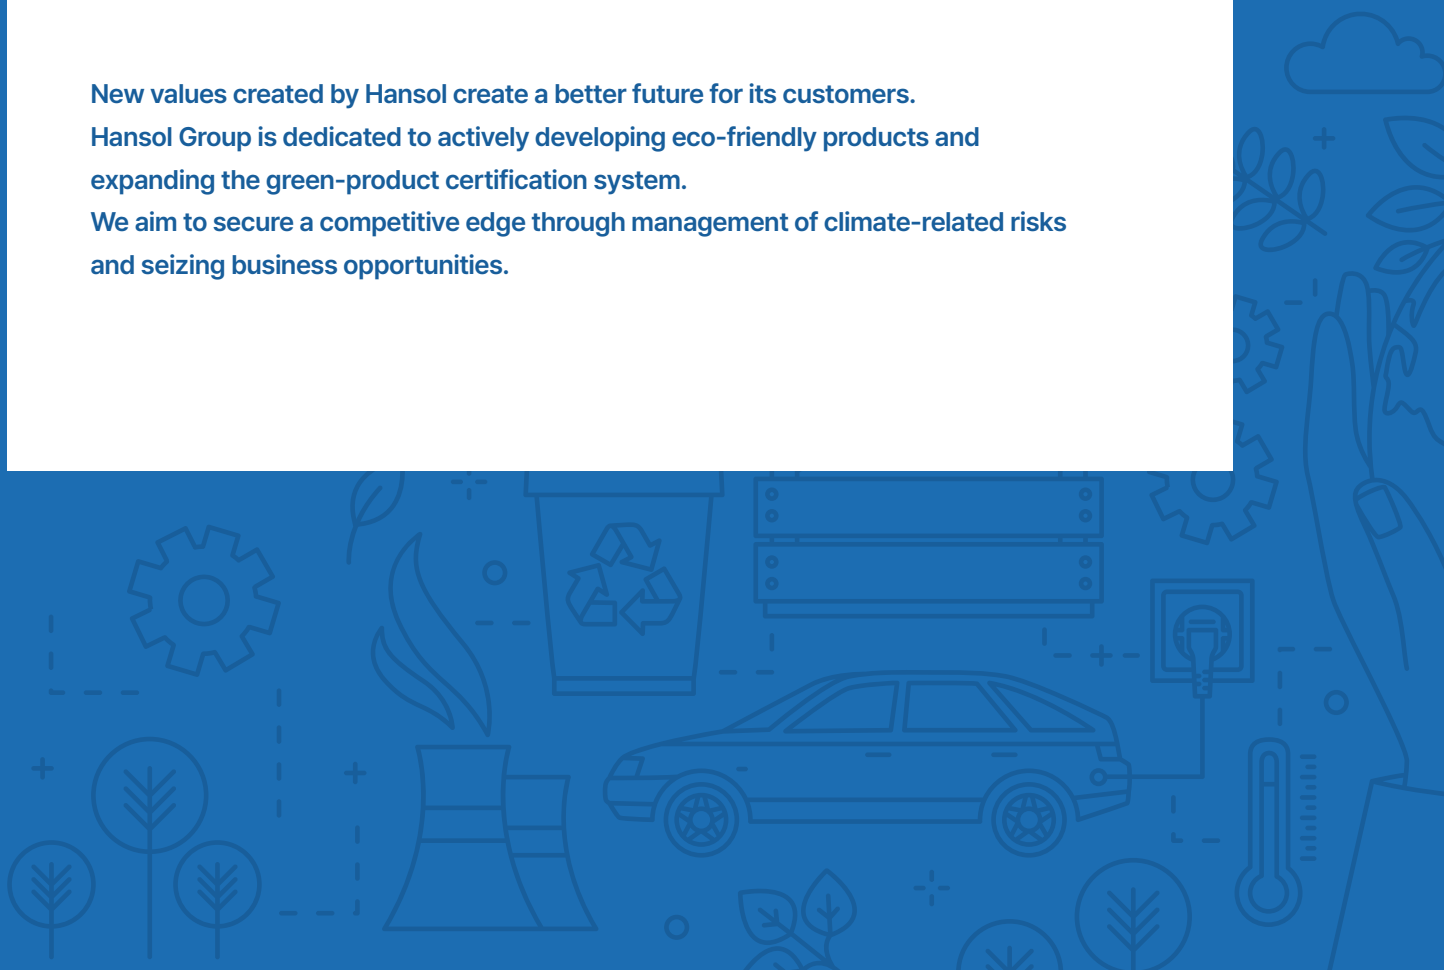 New values created by Hansol create a better future for its customers.
Hansol Group is dedicated to actively developing eco-friendly products and
expanding the green-product certification system.
We aim to secure a competitive edge through management of climate-related risks
and seizing business opportunities.